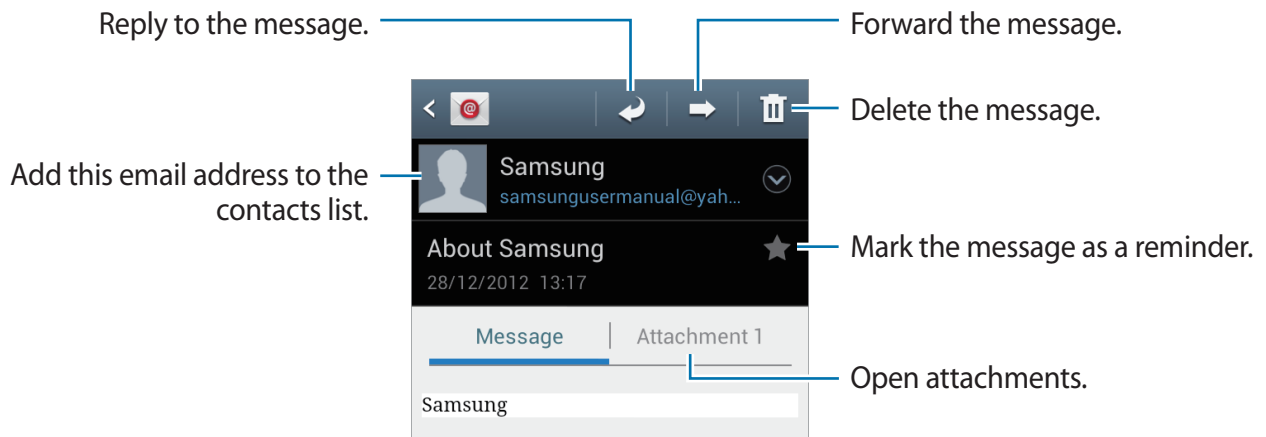 Reply to the message.
Forward the message.
Delete the message.
Add this email address to the
contacts list.
Samsung
samsungusermanual@yah...
About Samsung
28/12/2012 13:17
Mark the message as a reminder.
Message
Attachment 1
Open attachments.
Samsung